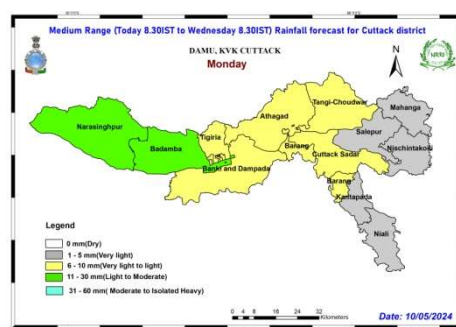 Medium Range (Today 8.30IST to Wednesday 8.30IST) Rainfall forecast for Cuttack district
DAMU, KVK CUTTACK
Monday
N
NRRI
Tangi-Choudwar
Mahanga
Athagad
Narasinghpur
Salepur
Tigiria
Badamba
Barang
Nischintakoili
Cuttack Sadar
Banki and Dampada
Barang
Kantapada
Niali
Legend
0 mm(Dry)
1 - 5 mm(Very light)
6 - 10 mm(Very light to light)
11 - 30 mm(Light to Moderate)
31 - 60 mm( Moderate to Isolated Heavy)
0 4 8 16 24 32
Kilometers
Date: 10/05/2024